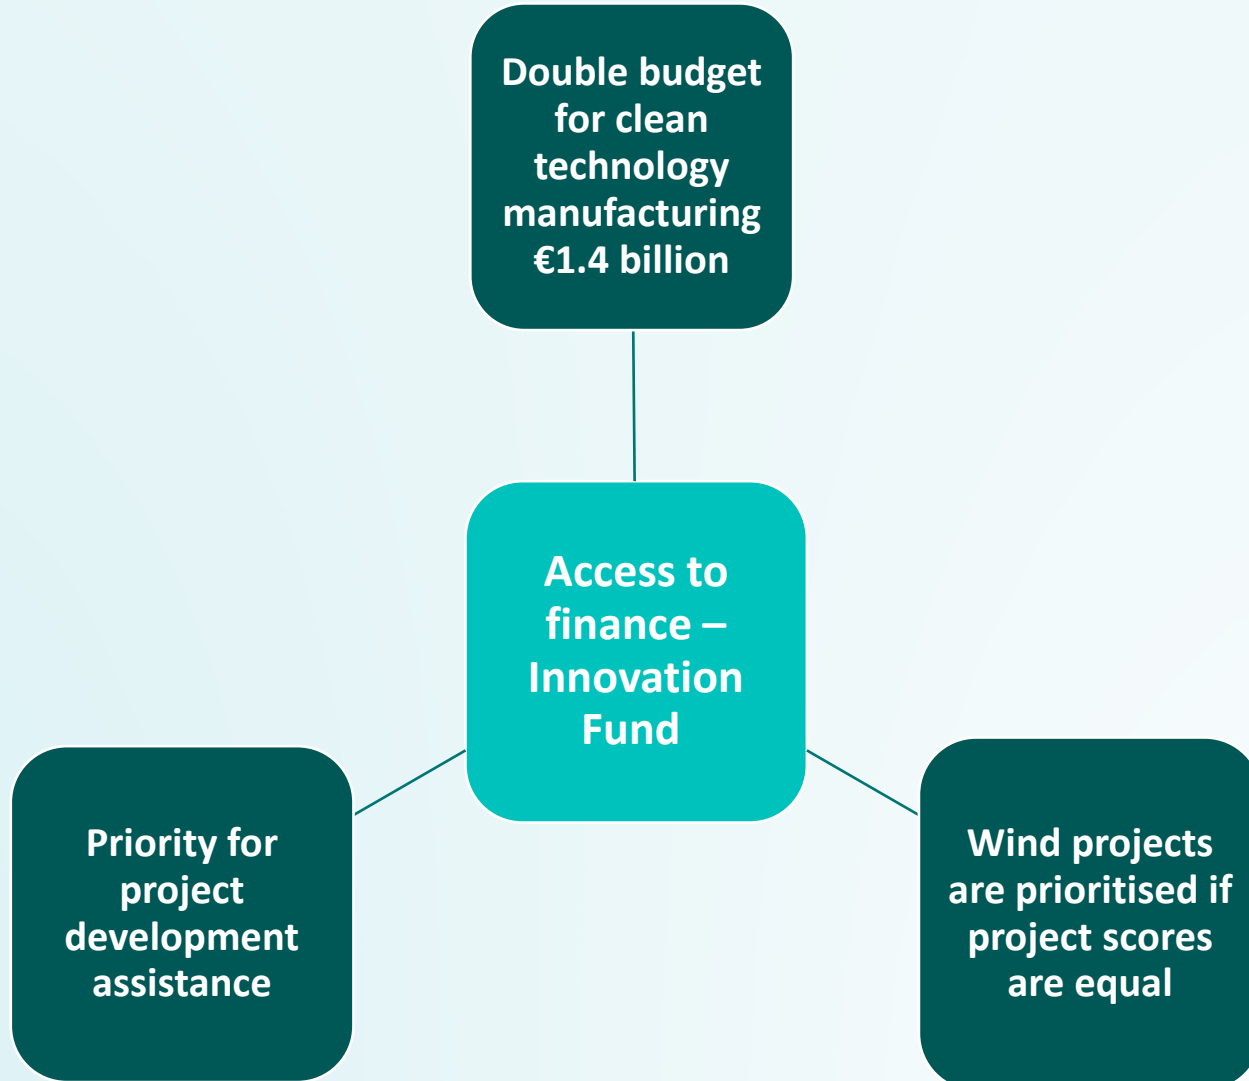 Double budget
for clean
technology
manufacturing
€1.4 billion
Access to
finance –
Innovation
Fund
Priority for
project
development
assistance
Wind projects
are prioritised if
project scores
are equal